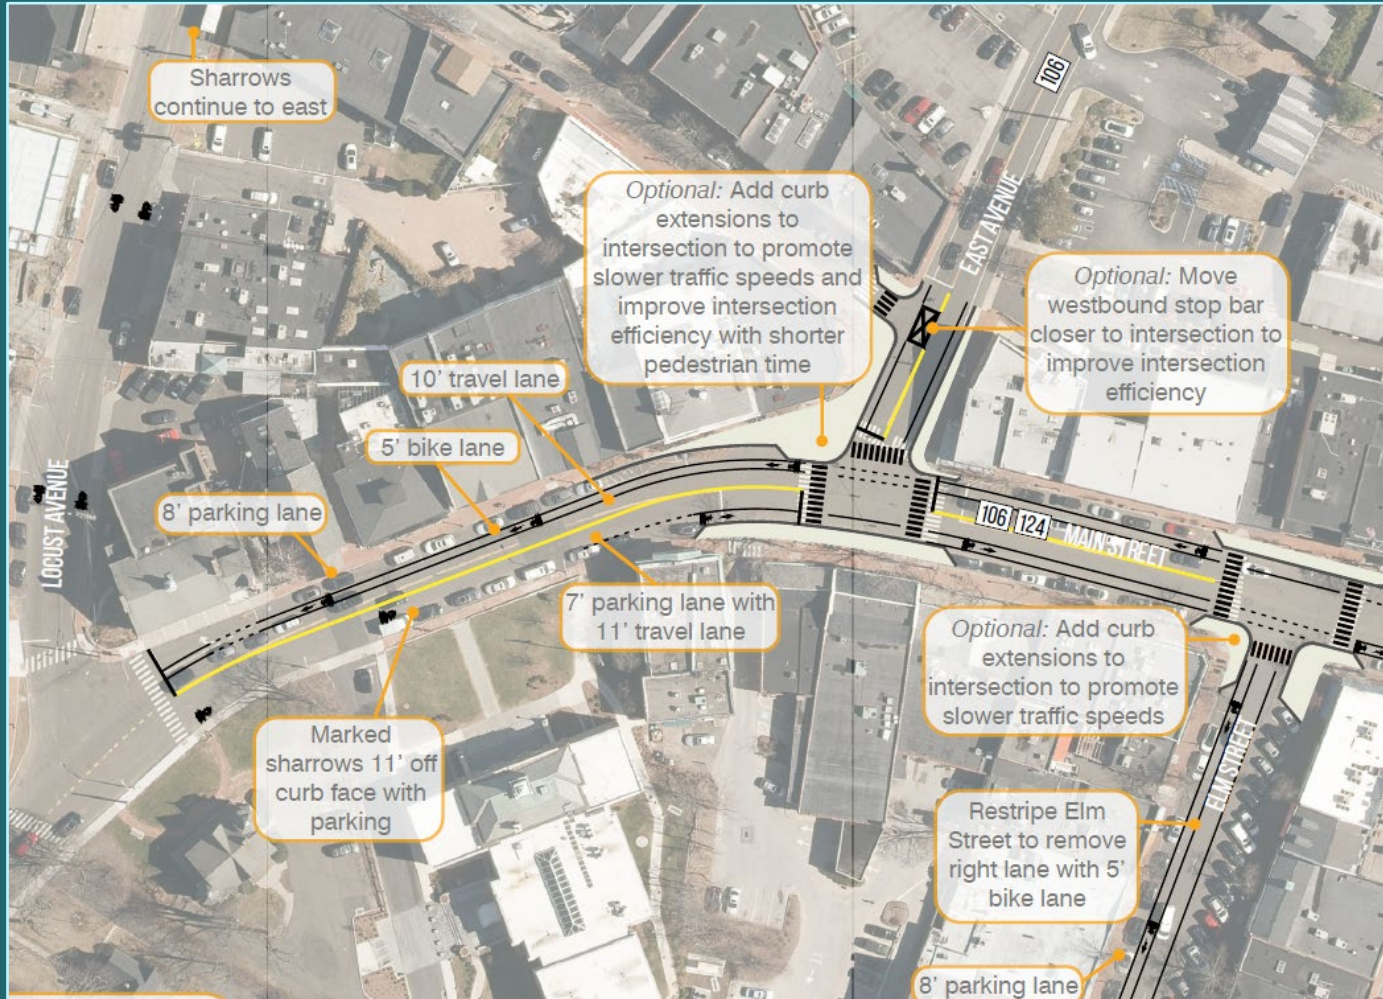 Sharrows
continue to east
106
Optional: Add curb
extensions to
intersection to promote
slower traffic speeds and
improve intersection
efficiency with shorter
pedestrian time
EAST AVENUE
Optional: Move
westbound stop bar
closer to intersection to
improve intersection
efficiency
10' travel lane
5' bike lane
8' parking lane
LOCUST AVENUE
106
124
MAIN STREET
7' parking lane with
11' travel lane
Optional: Add curb
extensions to
intersection to promote
slower traffic speeds
Marked
sharrows 11' off
curb face with
parking
ELM STREET
Restripe Elm
Street to remove
right lane with 5'
bike lane
8' parking lane